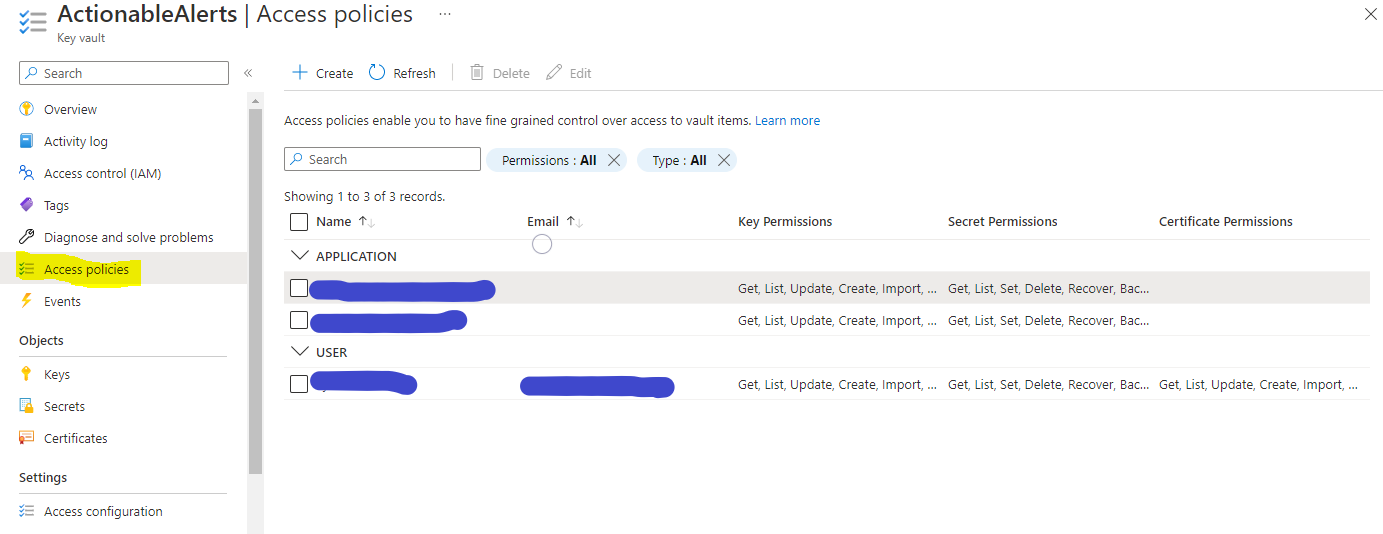 ActionableAlerts | Access policies ...
Key vault
Search «
Overview
Activity log
Access control (IAM)
Tags
Diagnose and solve problems
Access policies
Events
Objects
Keys
Secrets
Certificates
Settings
Access configuration
Create Refresh Delete Edit
Access policies enable you to have fine grained control over access to vault items. Learn more
Search Permissions : All Type : All
Showing 1 to 3 of 3 records.
Name Email Key Permissions Secret Permissions Certificate Permissions
APPLICATION
Get, List, Update, Create, Import, ... Get, List, Set, Delete, Recover, Bac...
Get, List, Update, Create, Import, ... Get, List, Set, Delete, Recover, Bac...
USER
Get, List, Update, Create, Import, ... Get, List, Set, Delete, Recover, Bac... Get, List, Update, Create, Import, ...